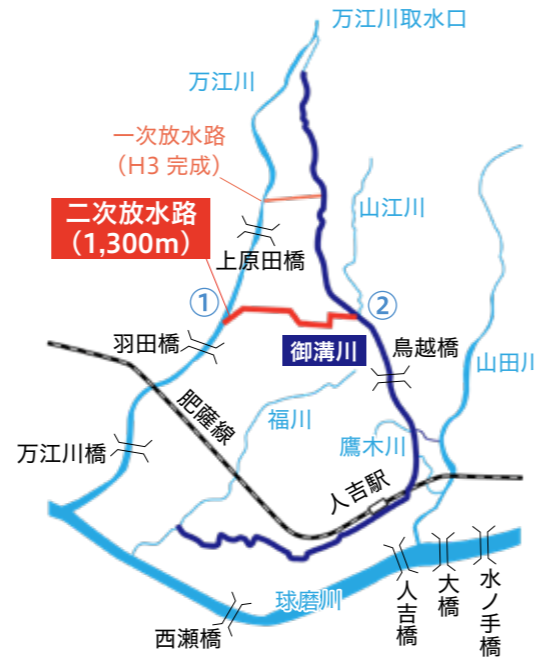 万江川取水口
万江川
一次放水路
（H3 完成）
山江川
二次放水路
（1,300m）
上原田橋
①
②
羽田橋
御溝川
鳥越橋
山田川
肥薩線
福川
鷹木川
万江川橋
人吉駅
球磨川
西瀬橋
人吉橋
大橋
水ノ手橋